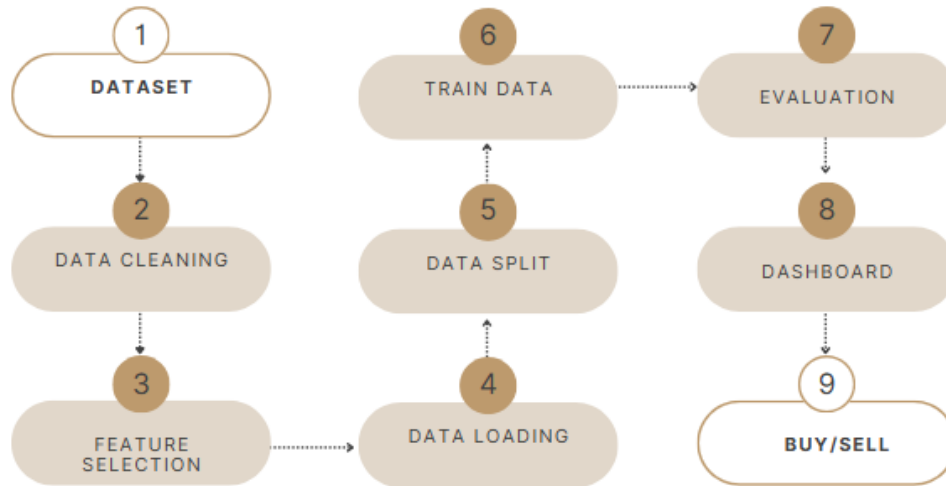 1
DATASET
2
DATA CLEANING
3
FEATURE
SELECTION
4
DATA LOADING
5
DATA SPLIT
6
TRAIN DATA
7
EVALUATION
8
DASHBOARD
9
BUY/SELL